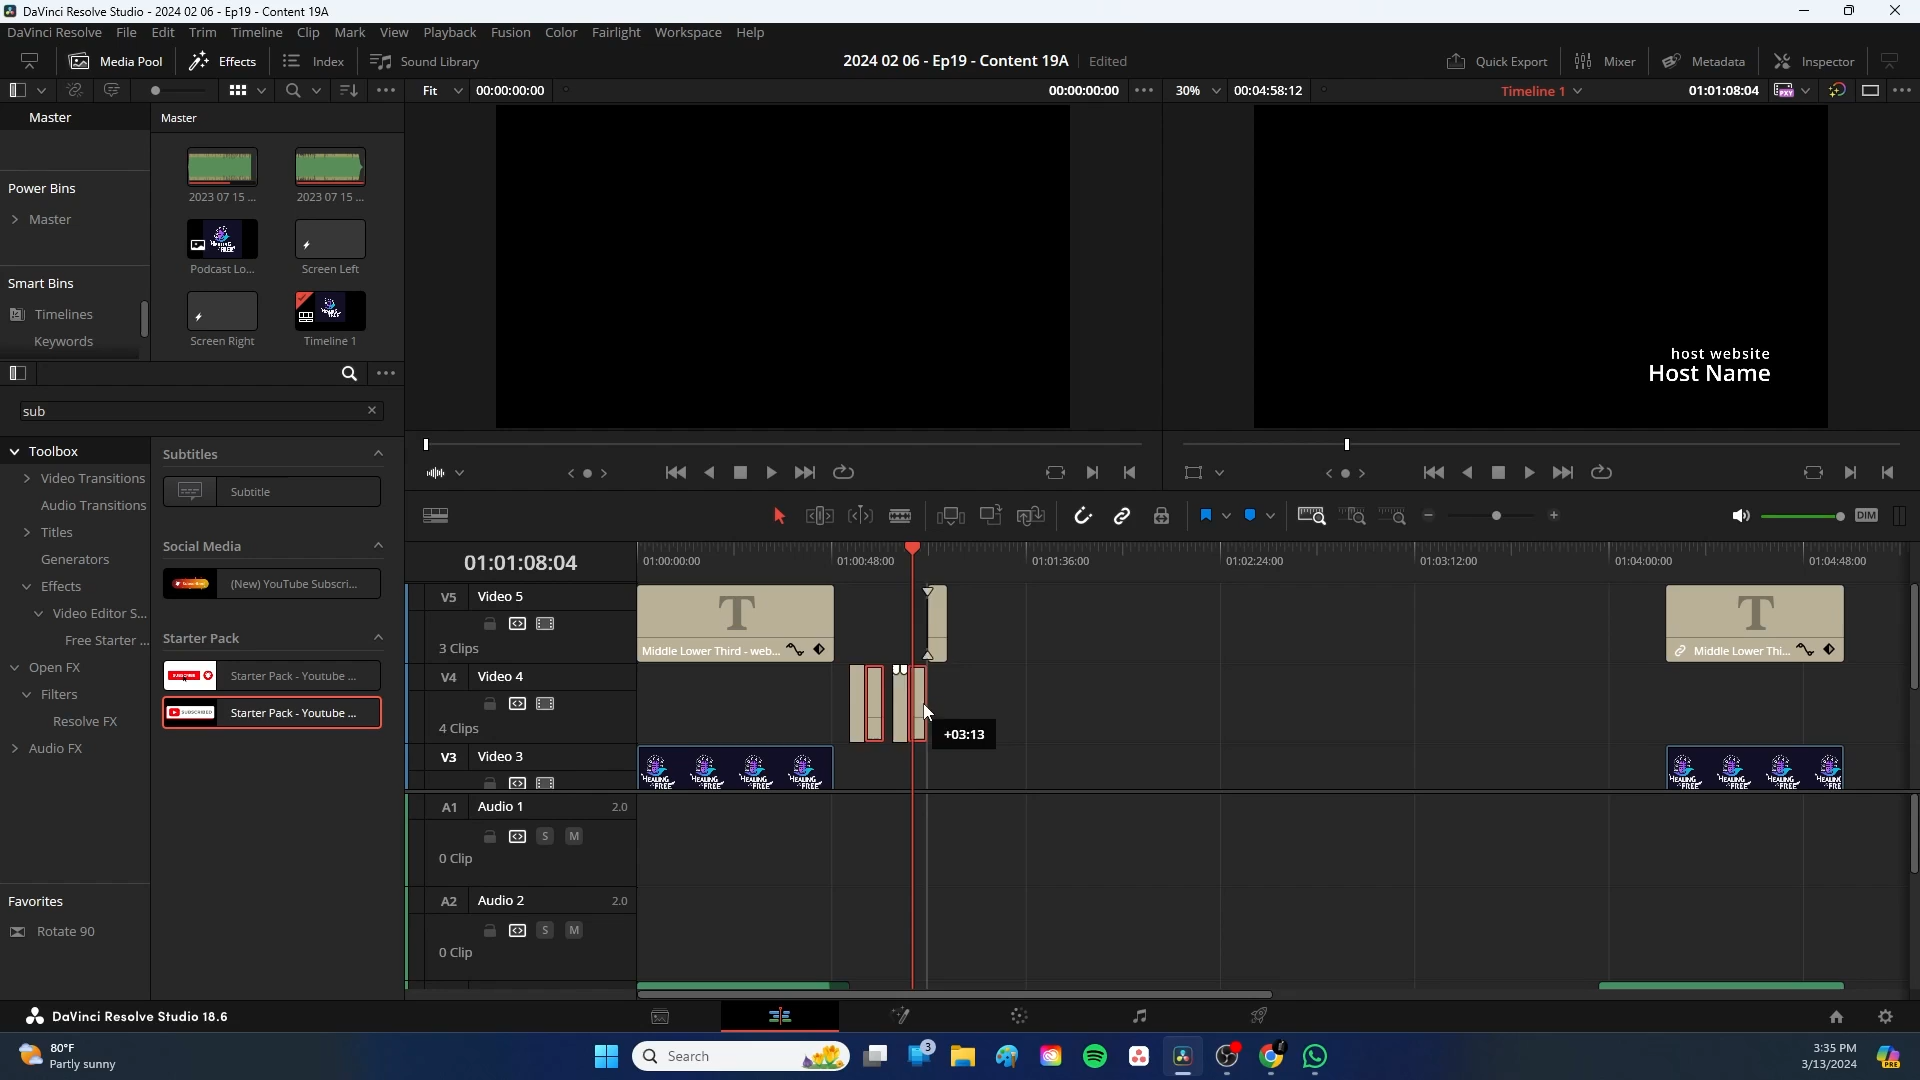 DaVinci Resolve Studio - 2024 02 06 - Ep19 - Content 19A
DaVinci Resolve File Edit Trim Timeline Clip Mark View Playback Fusion Color Fairlight Workspace Help
Media Pool Effects Index Sound Library
2024 02 06 - Ep19 - Content 19A Edited
Quick Export Mixer Metadata Inspector
Fit 00:00:00:00 00:00:00:00
30% 00:04:58:12 Timeline 1 01:01:08:04
Master
Master
Power Bins
Master
Smart Bins
Timelines
Keywords
2023 07 15 ...
2023 07 15 ...
Podcast Lo...
Screen Left
Screen Right
Timeline 1
host website
Host Name
sub
Toolbox
Video Transitions
Audio Transitions
Titles
Generators
Effects
Video Editor S...
Free Starter ...
Open FX
Filters
Resolve FX
Audio FX
Favorites
Rotate 90
Subtitles
Subtitle
Social Media
(New) YouTube Subscri...
Starter Pack
Starter Pack - Youtube ...
Starter Pack - Youtube ...
DIM
01:01:08:04
01:00:00:00 01:00:48:00 01:01:36:00 01:02:24:00 01:03:12:00 01:04:00:00 01:04:48:00
V5 Video 5
3 Clips
T
Middle Lower Third - web...
T
Middle Lower Thi...
V4 Video 4
4 Clips
+03:13
V3 Video 3
HEALING FREE HEALING FREE HEALING FREE HEALING FREE
A1 Audio 1 2.0
S M
0 Clip
A2 Audio 2 2.0
S M
0 Clip
DaVinci Resolve Studio 18.6
80°F
Partly sunny
Search
3
3:35 PM
3/13/2024